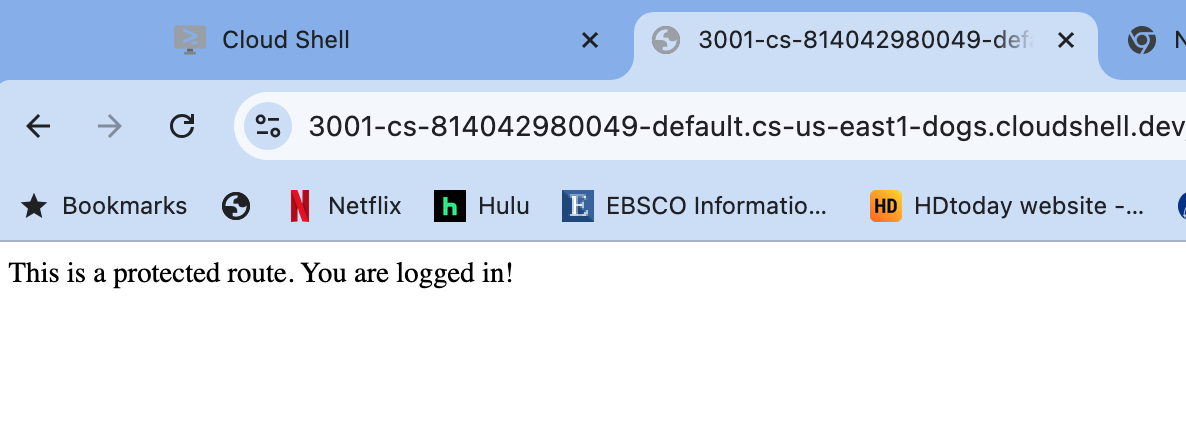 Cloud Shell 3001-cs-814042980049-def N
3001-cs-814042980049-default.cs-us-east1-dogs.cloudshell.dev
Bookmarks N Netflix h Hulu E EBSCO Informatio... HD HDtoday website -...
This is a protected route. You are logged in!